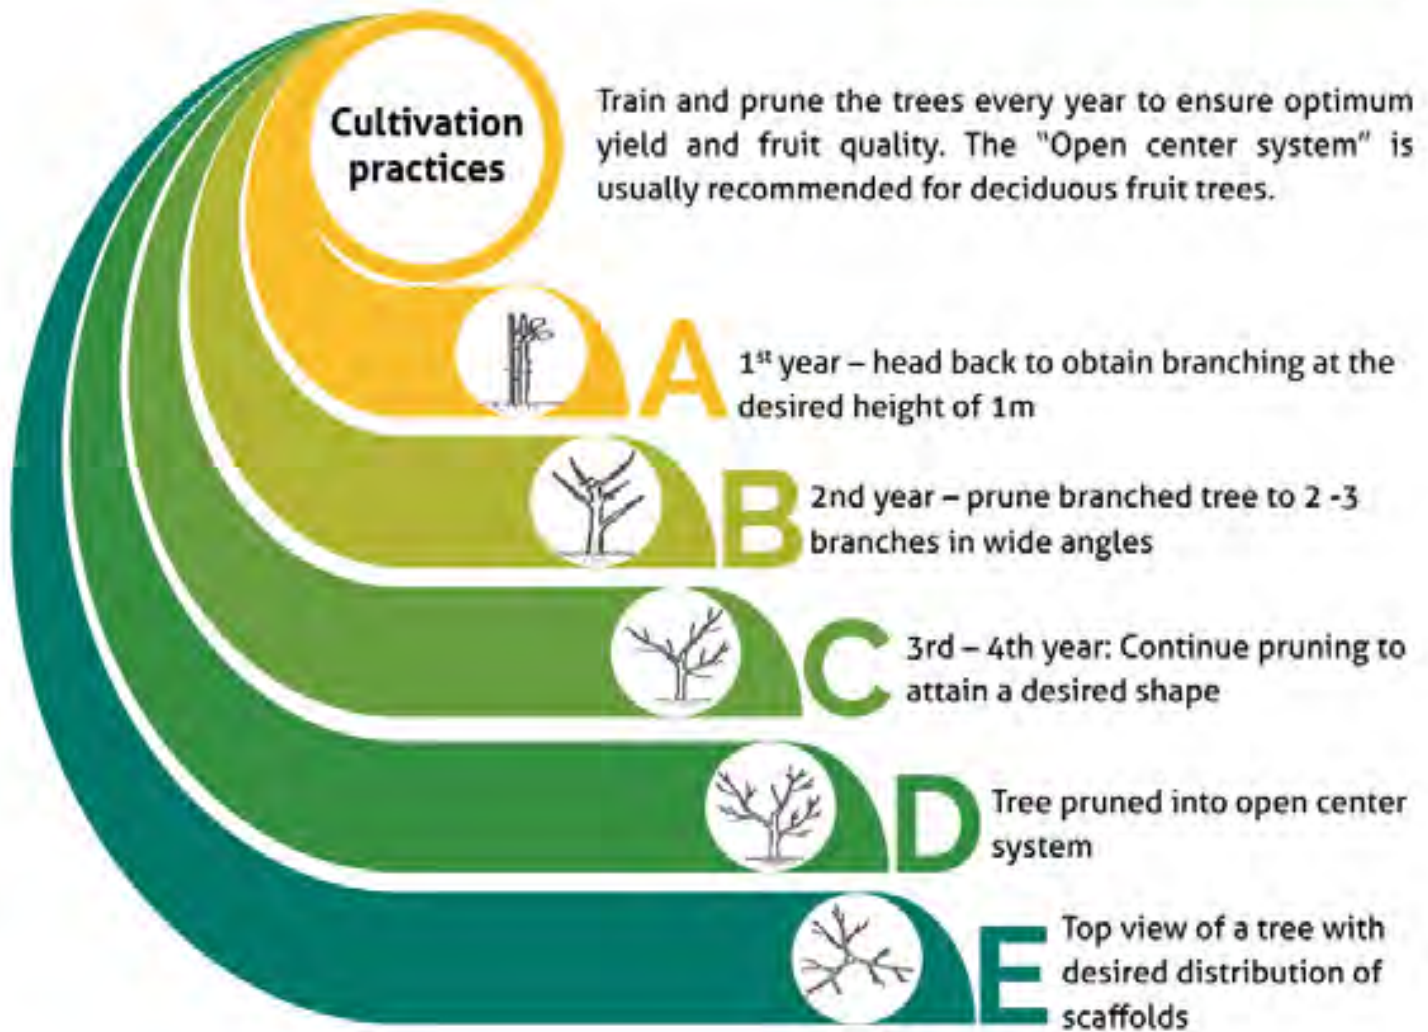 Cultivation
practices
Train and prune the trees every year to ensure optimum
yield and fruit quality. The “Open center system” is
usually recommended for deciduous fruit trees.
A
1st year – head back to obtain branching at the
desired height of 1m
B
2nd year – prune branched tree to 2 -3
branches in wide angles
C
3rd – 4th year: Continue pruning to
attain a desired shape
D
Tree pruned into open center
system
E
Top view of a tree with
desired distribution of
scaffolds